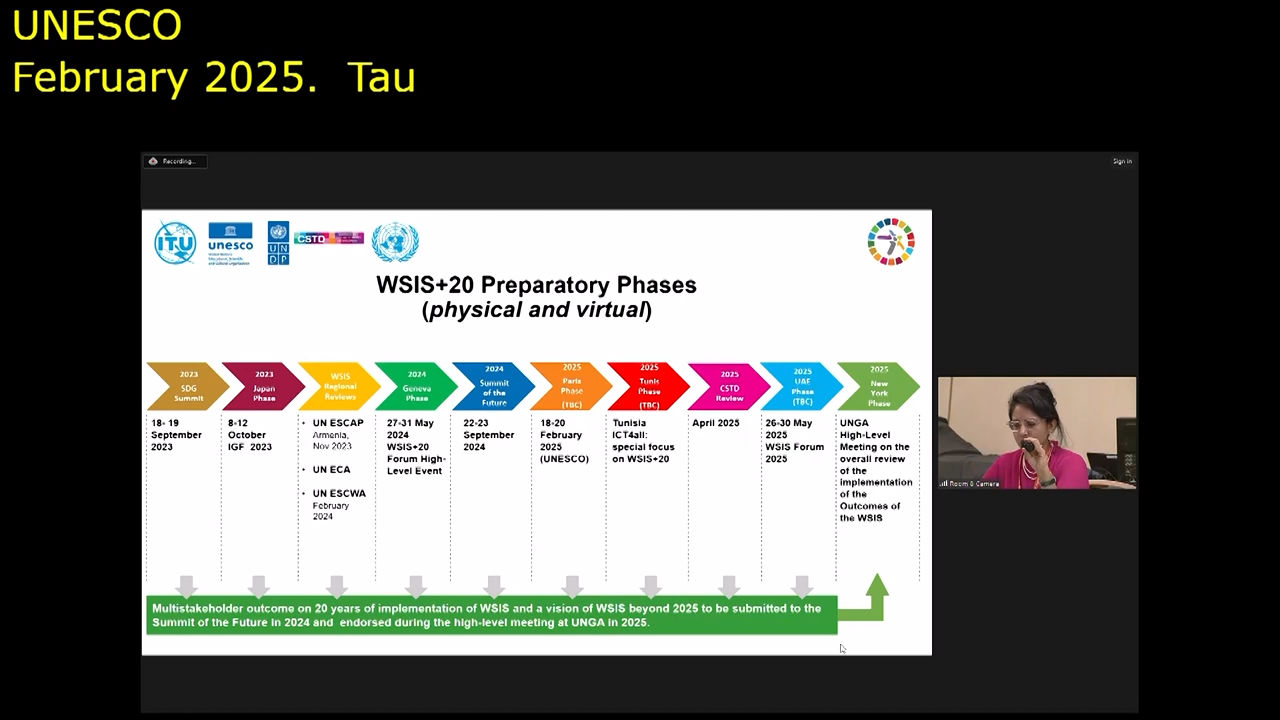 UNESCO
February 2025. Tau
Recording...
Sign in
ITU
unesco
UN
DP
CSTD
WSIS+20 Preparatory Phases
(physical and virtual)
2023
SDG
Summit
18- 19
September
2023
2023
Japan
Phase
8-12
October
IGF 2023
WSIS
Regional
Reviews
• UN ESCAP
Armenia,
Nov 2023
• UN ECA
• UN ESCWA
February
2024
2024
Geneva
Phase
27-31 May
2024
WSIS+20
Forum High-
Level Event
2024
Summit
of the
Future
22-23
September
2024
2025
Paris
Phase
(TBC)
18-20
February
2025
(UNESCO)
2025
Tunis
Phase
(TBC)
Tunisia
ICT4all:
special focus
on WSIS+20
2025
CSTD
Review
April 2025
2025
UAE
Phase
(TBC)
26-30 May
2025
WSIS Forum
2025
2025
New
York
Phase
UNGA
High-Level
Meeting on the
overall review
of the
implementation
of the
Outcomes of
the WSIS
Multistakeholder outcome on 20 years of implementation of WSIS and a vision of WSIS beyond 2025 to be submitted to the
Summit of the Future in 2024 and endorsed during the high-level meeting at UNGA in 2025.
Room & Camera